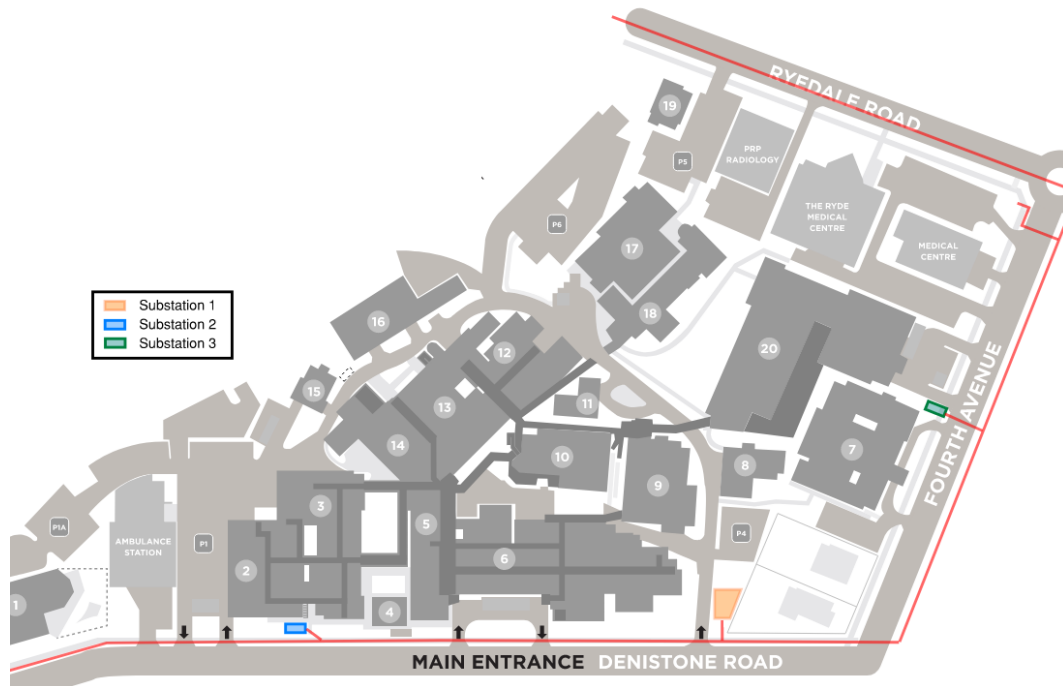 RYEDALE ROAD
19
PRP
RADIOLOGY
P5
THE RYDE
MEDICAL
CENTRE
MEDICAL
CENTRE
P6
17
18
16
20
Substation 1
Substation 2
Substation 3
12
13
15
11
14
10
7
8
9
FOURTH AVENUE
3
5
6
P1A
AMBULANCE
STATION
P1
P4
2
1
4
MAIN ENTRANCE DENISTONE ROAD